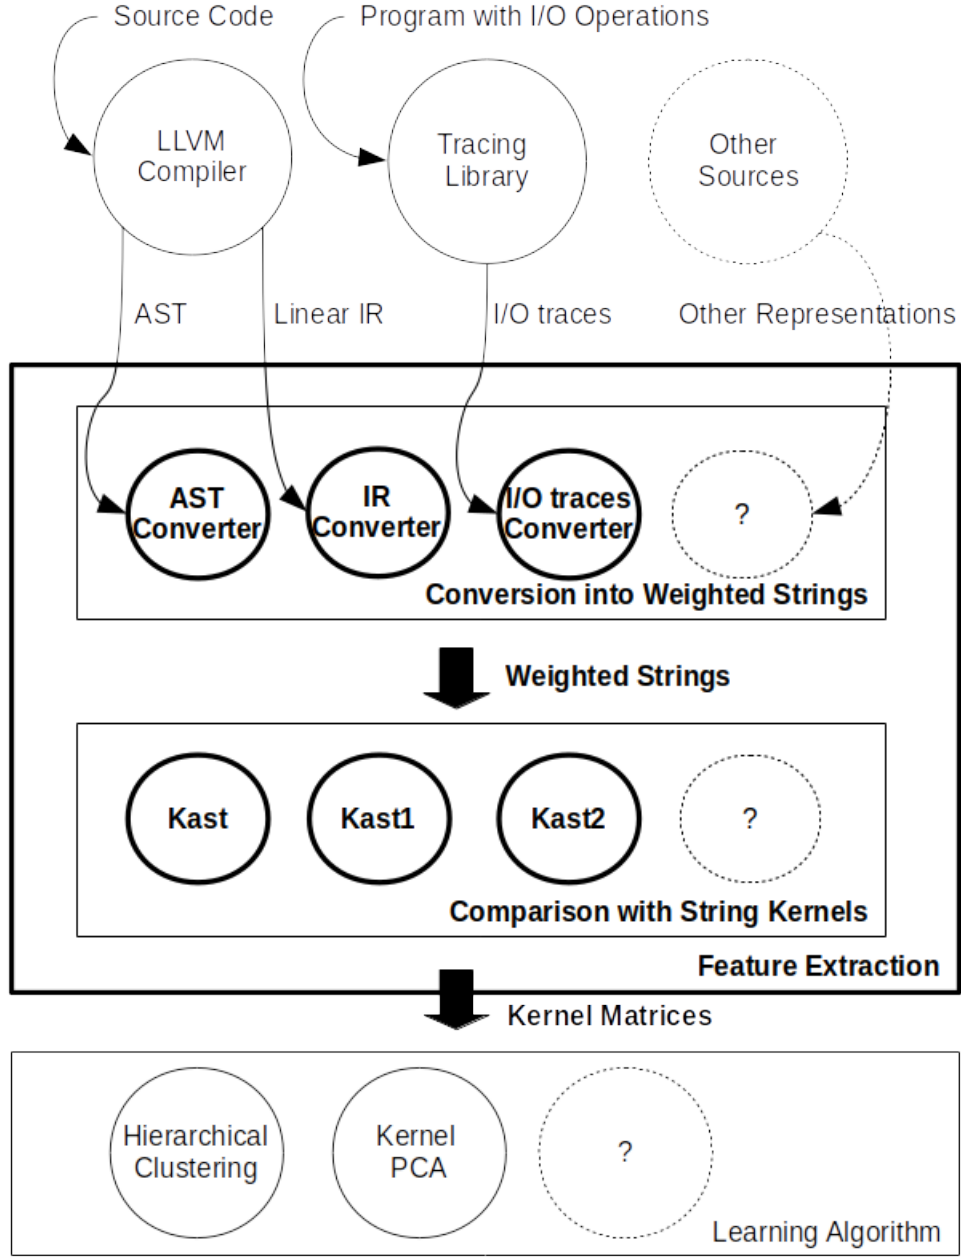 Source Code
Program with I/O Operations
LLVM
Compiler
Tracing
Library
Other
Sources
AST
Linear IR
I/O traces
Other Representations
AST
Converter
IR
Converter
I/O traces
Converter
?
Conversion into Weighted Strings
Weighted Strings
Kast
Kast1
Kast2
?
Comparison with String Kernels
Feature Extraction
Kernel Matrices
Hierarchical
Clustering
Kernel
PCA
?
Learning Algorithm